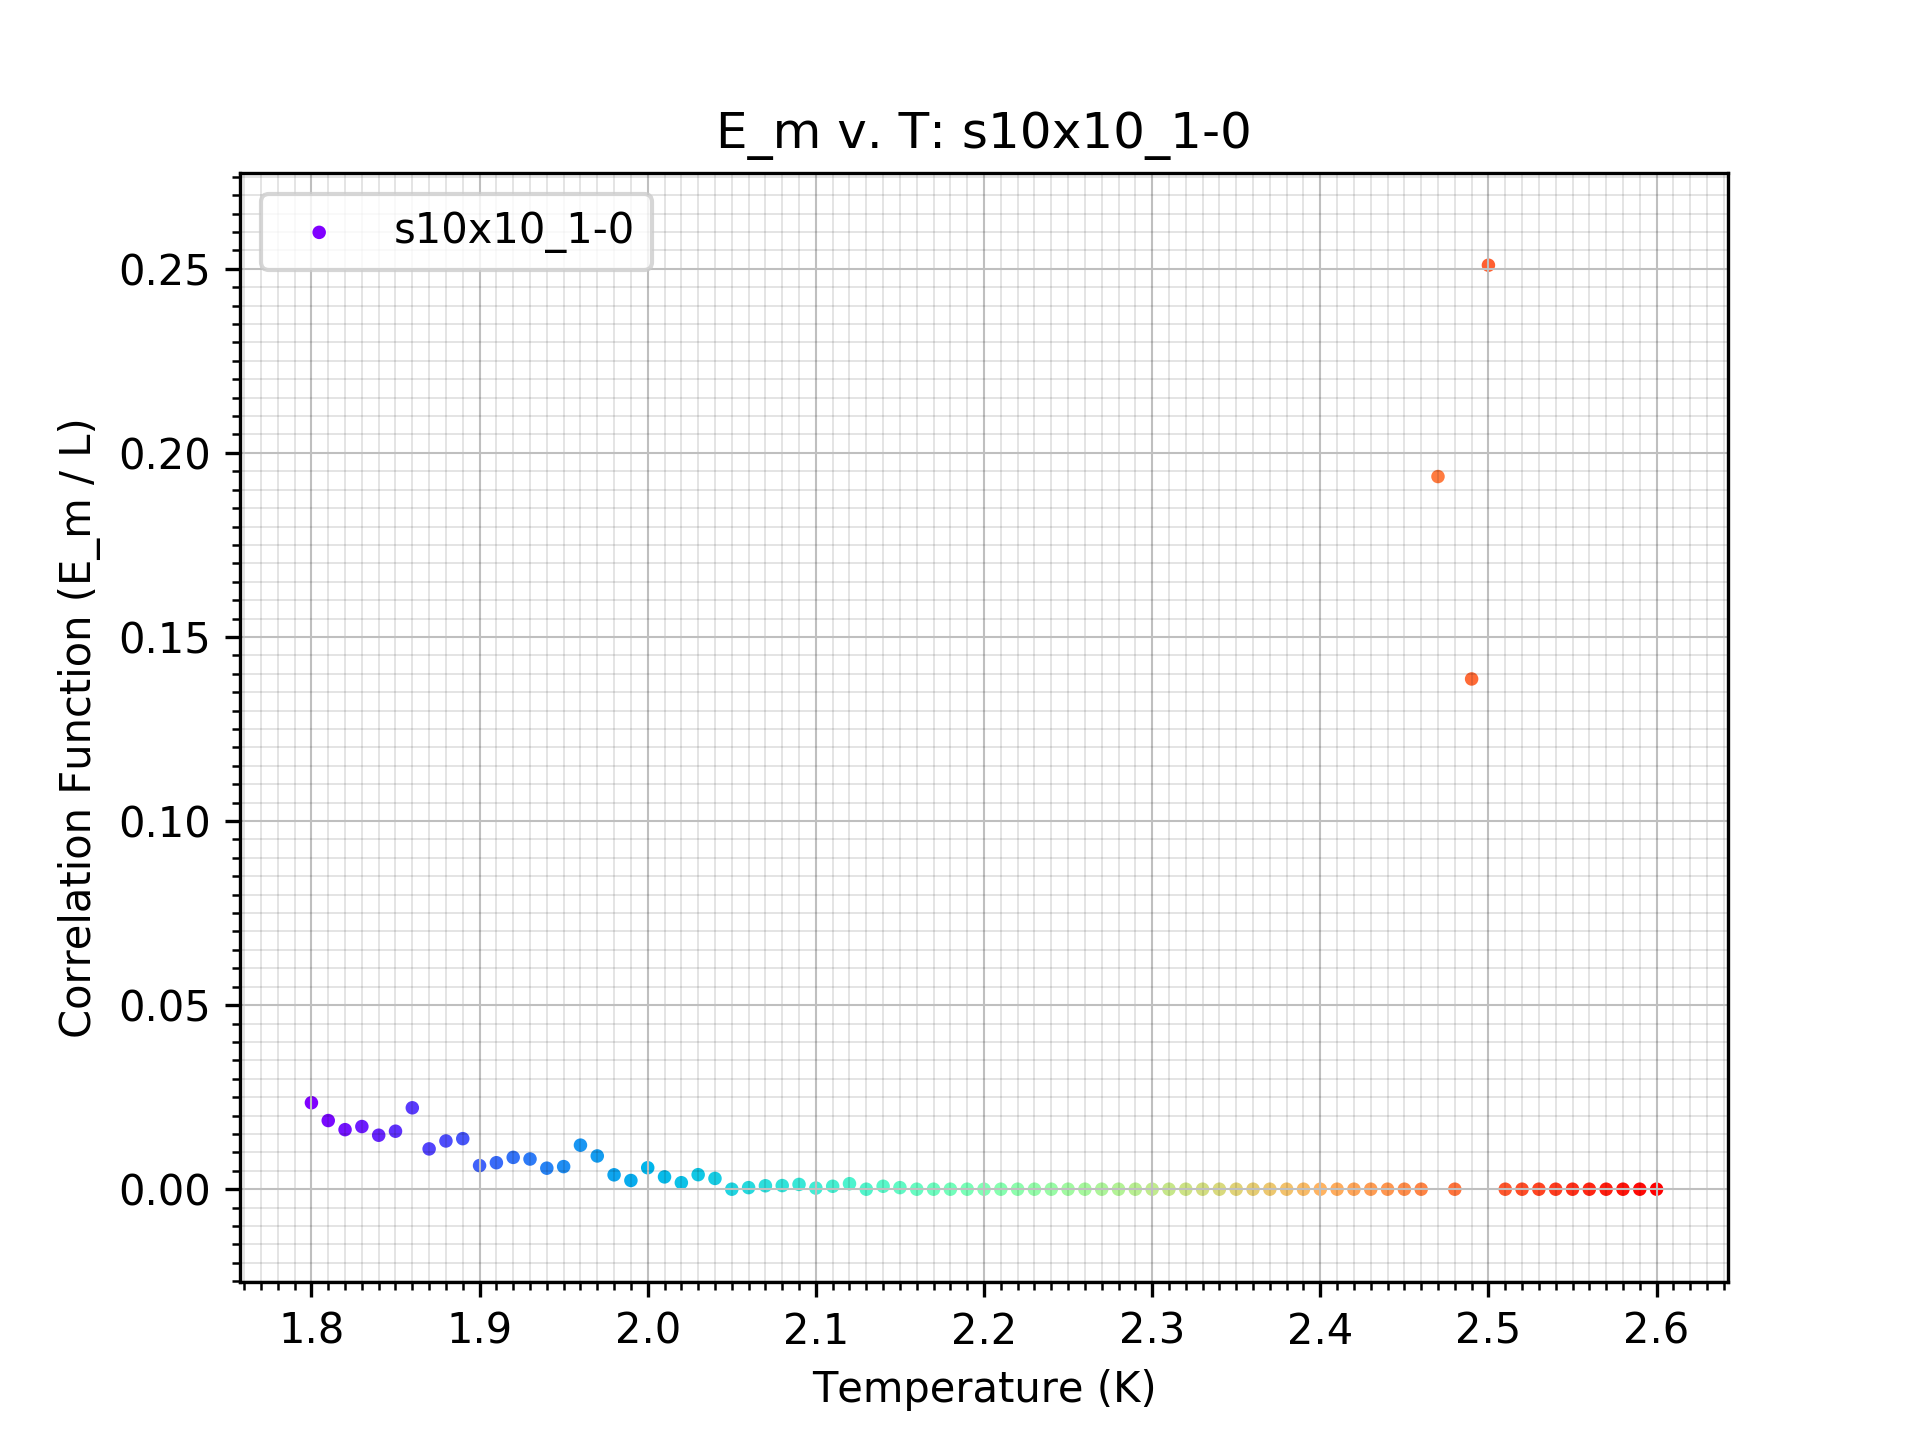 E_m v. T: s10x10_1-0
s10x10_1-0
Correlation Function (E_m / L)
0.25
0.20
0.15
0.10
0.05
0.00
1.8 1.9 2.0 2.1 2.2 2.3 2.4 2.5 2.6
Temperature (K)